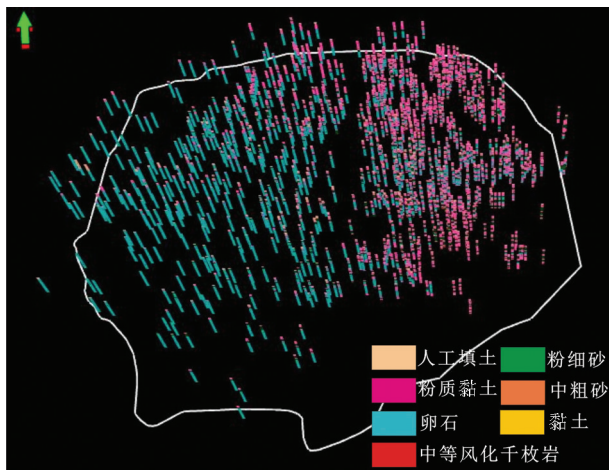 人工填土 粉细砂
粉质黏土 中粗砂
卵石 黏土
中等风化千枚岩